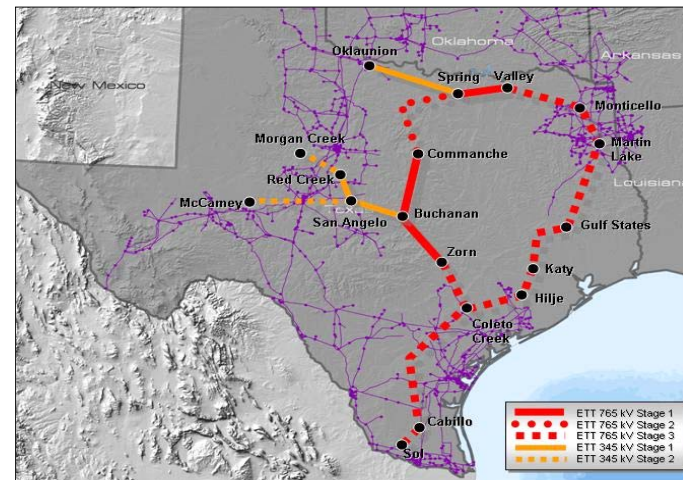 Oklahoma
Oklaunion
Arkansas
New Mexico
Spring
Valley
Monticello
Morgan Creek
Commanche
Martin
Lake
Red Creek
Louisiana
McCamey
San Angelo
Buchanan
Gulf States
Zorn
Katy
Hilje
Coleto
Creek
Cabillo
Sol
ETT 765 kV Stage 1
ETT 765 kV Stage 2
ETT 765 kV Stage 3
ETT 345 kV Stage 1
ETT 345 kV Stage 2